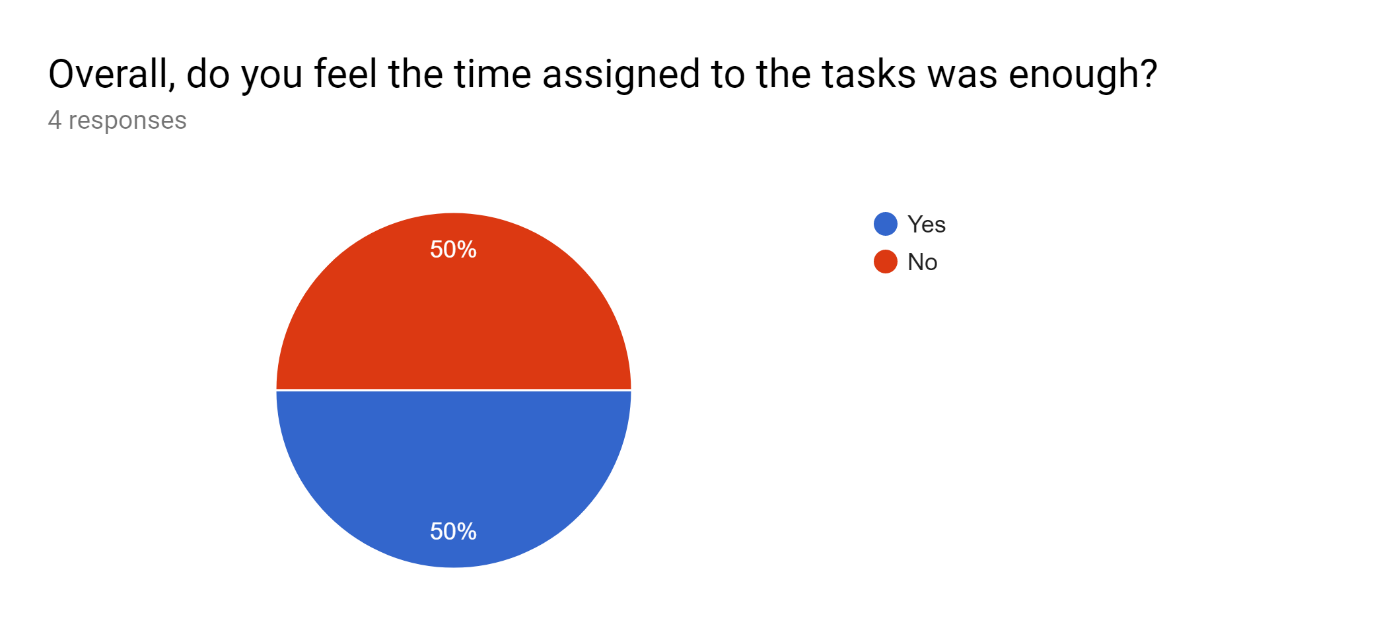 Overall, do you feel the time assigned to the tasks was enough?
4 responses
50%
50%
Yes
No